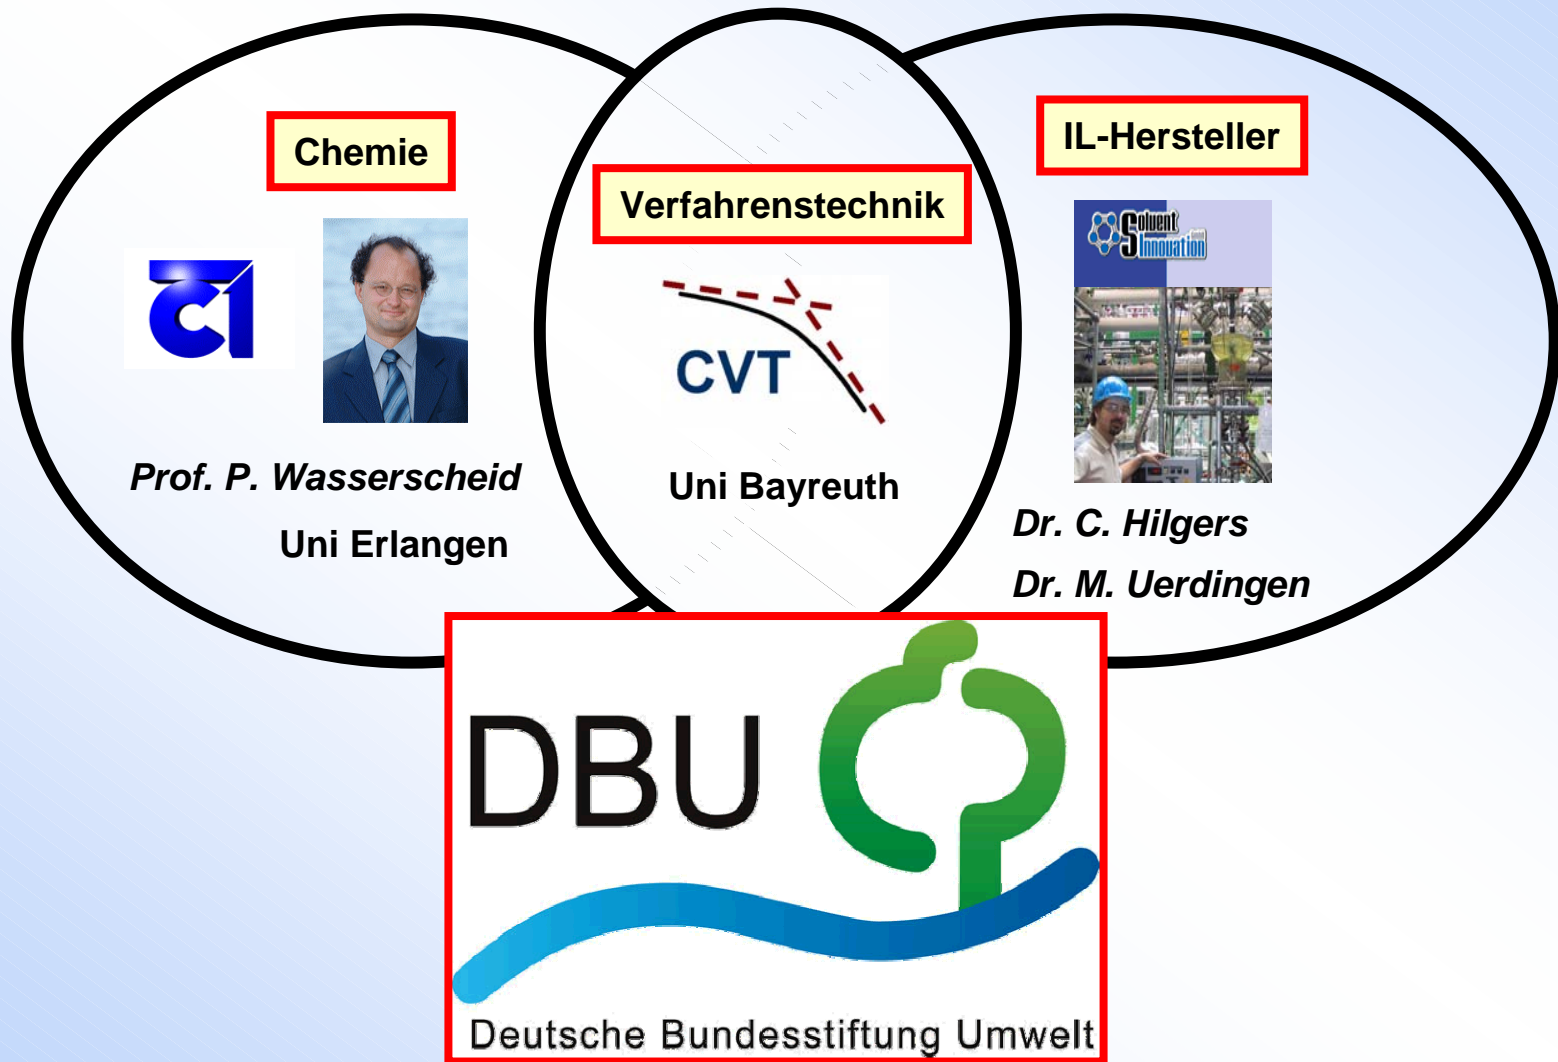 Chemie
C1
Prof. P. Wasserscheid
Uni Erlangen
Verfahrenstechnik
CVT
Uni Bayreuth
IL-Hersteller
Solvent
Innovation
Dr. C. Hilgers
Dr. M. Uerdingen
DBU
Deutsche Bundesstiftung Umwelt